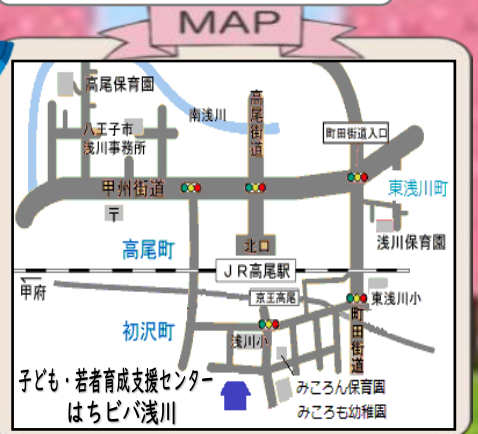 MAP
高尾保育園
南浅川
高尾街道
八王子市
浅川事務所
町田街道入口
甲州街道
東浅川町
〒
浅川保育園
高尾町
北口
JR高尾駅
甲府
京王高尾
東浅川小
初沢町
浅川小
町田街道
子ども・若者育成支援センター
はちビバ浅川
みころん保育園
みころも幼稚園